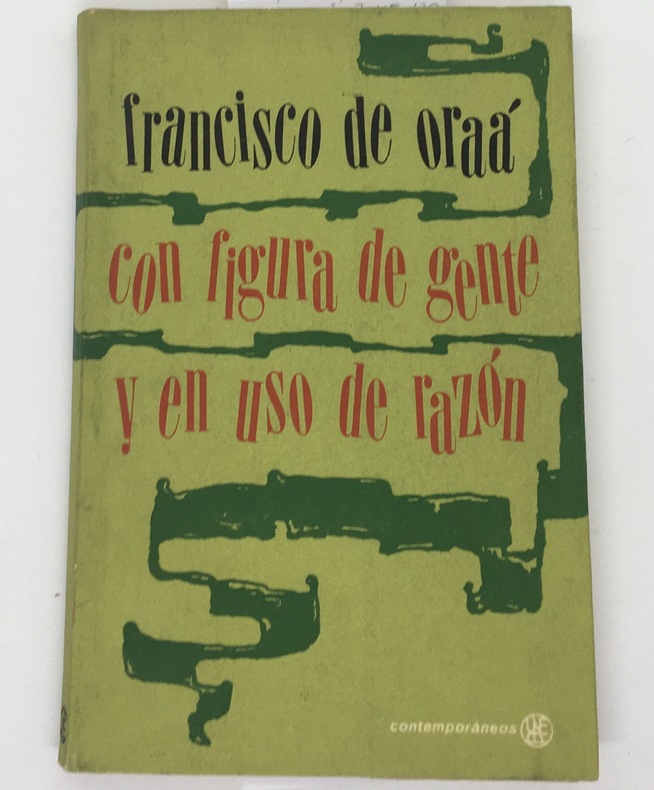 francisco de oraá
con figura de gente
y en uso de razón
contemporáneos